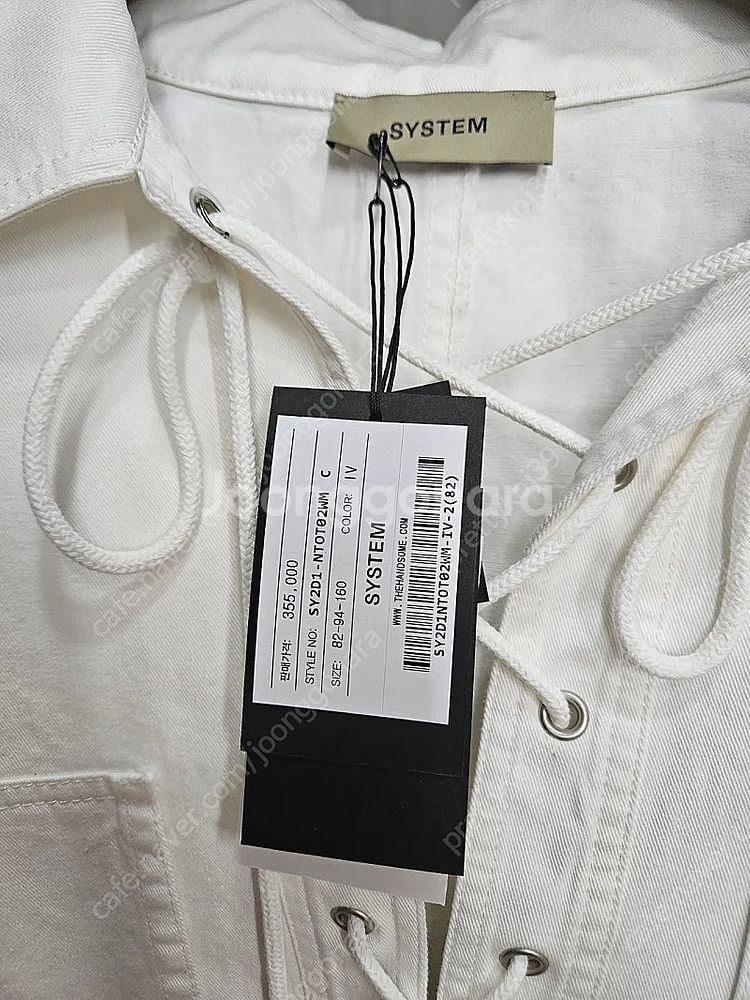 SYSTEM
판매가격: 355,000
STYLE NO: SY2D1-NTOT02WM C
SIZE: 82-94-160 COLOR: IV
SYSTEM
WWW.THEHANDSOME.COM
SY2D1NTOT02WM-IV-2(82)
Joonggonara